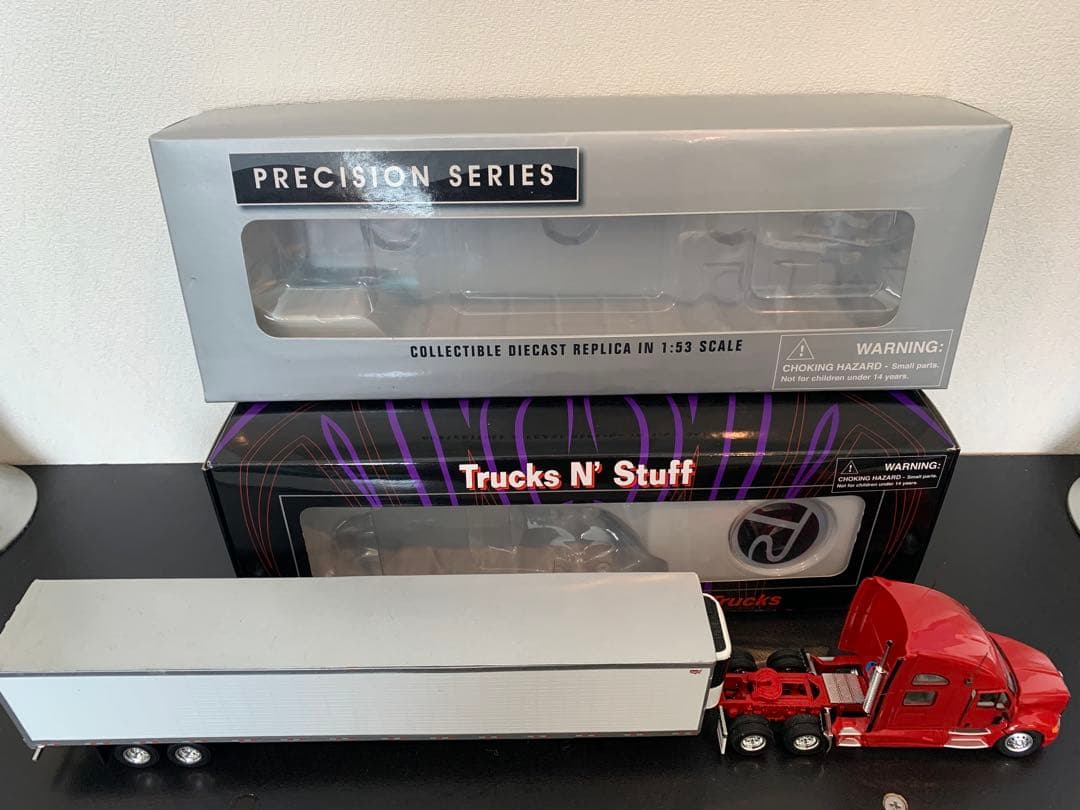 PRECISION SERIES
COLLECTIBLE DIECAST REPLICA IN 1:53 SCALE
WARNING:
CHOKING HAZARD - Small parts.
Not for children under 14 years.
Trucks N' Stuff
WARNING:
CHOKING HAZARD - Small parts.
Not for children under 14 years.
Trucks